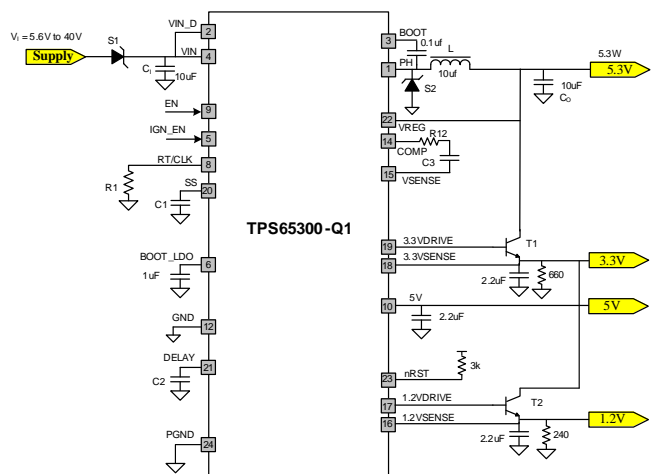 V_I = 5.6V to 40V
Supply
S1
C_I
10uF
VIN_D
2
VIN
4
EN
9
IGN_EN
5
RT/CLK
8
R1
SS
20
C1
BOOT_LDO
6
1uF
GND
12
DELAY
21
C2
PGND
24
TPS65300-Q1
3
BOOT
0.1uf
1
PH
L
10uf
S2
5.3W
5.3V
10uF
C_O
22
VREG
14
COMP
R12
C3
15
VSENSE
19
3.3VDRIVE
T1
18
3.3VSENSE
2.2uF
660
3.3V
10
5V
2.2uF
5V
3k
23
nRST
17
1.2VDRIVE
T2
16
1.2VSENSE
2.2uF
240
1.2V